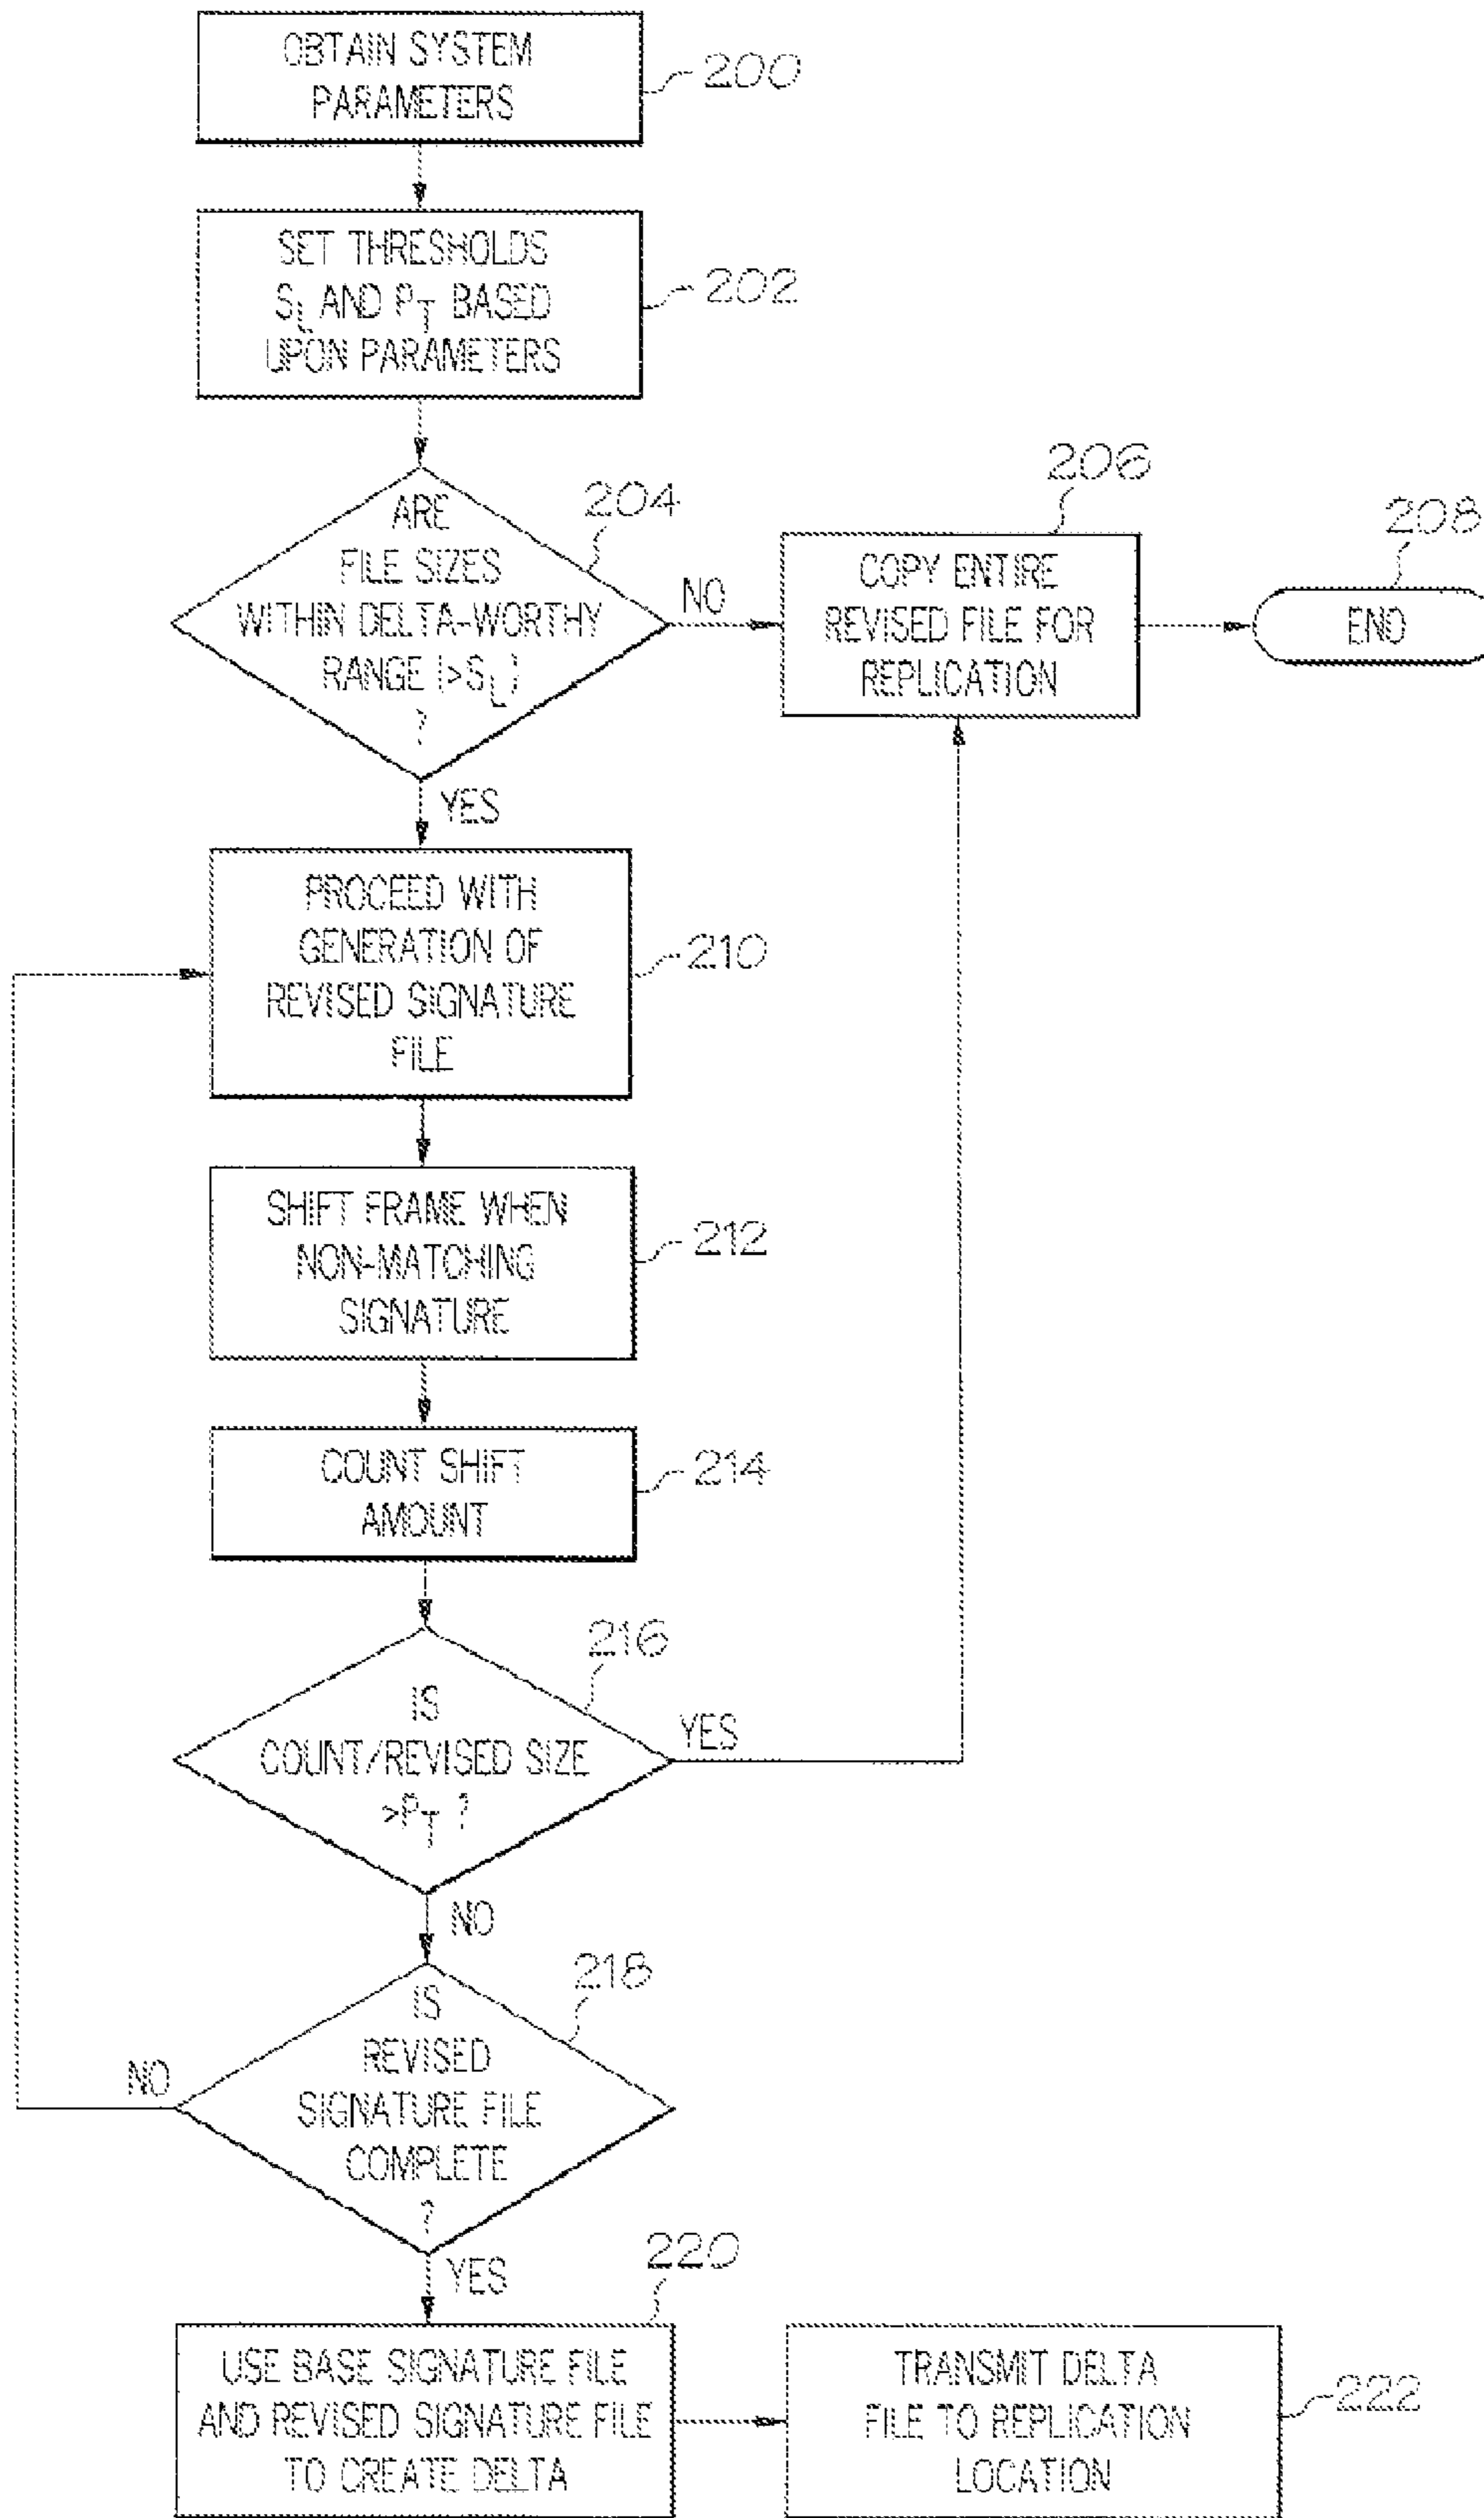 OBTAIN SYSTEM
PARAMETERS
200
SET THRESHOLDS
S_L AND P_T BASED
UPON PARAMETERS
202
ARE
FILE SIZES
WITHIN DELTA-WORTHY
RANGE (>S_L)
?
204
NO
YES
206
COPY ENTIRE
REVISED FILE FOR
REPLICATION
208
END
PROCEED WITH
GENERATION OF
REVISED SIGNATURE
FILE
210
SHIFT FRAME WHEN
NON-MATCHING
SIGNATURE
212
COUNT SHIFT
AMOUNT
214
216
IS
COUNT/REVISED SIZE
>P_T ?
YES
NO
218
IS
REVISED
SIGNATURE FILE
COMPLETE
?
NO
YES
220
USE BASE SIGNATURE FILE
AND REVISED SIGNATURE FILE
TO CREATE DELTA
TRANSMIT DELTA
FILE TO REPLICATION
LOCATION
222